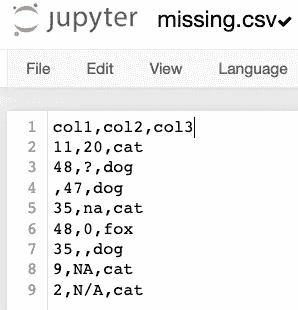 jupyter missing.csv✓
File Edit View Language
1 col1,col2,col3
2 11,20,cat
3 48,?,dog
4 ,47,dog
5 35,na,cat
6 48,0,fox
7 35,,dog
8 9,NA,cat
9 2,N/A,cat